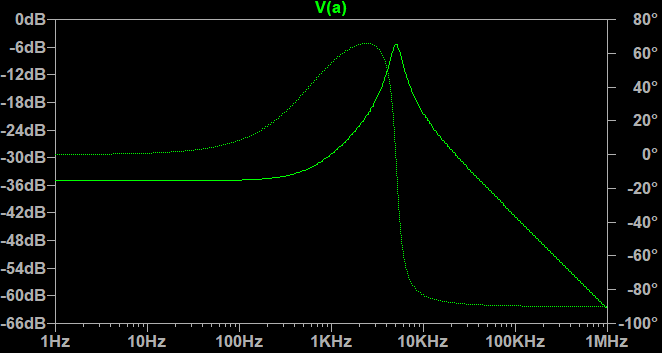 V(a)
0dB
-6dB
-12dB
-18dB
-24dB
-30dB
-36dB
-42dB
-48dB
-54dB
-60dB
-66dB
80°
60°
40°
20°
0°
-20°
-40°
-60°
-80°
-100°
1Hz 10Hz 100Hz 1KHz 10KHz 100KHz 1MHz